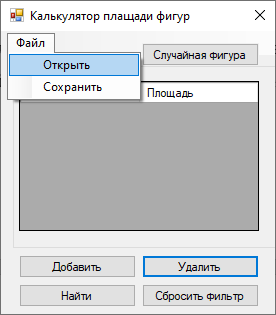 Калькулятор площади фигур
Файл
Открыть
Сохранить
Случайная фигура
Площадь
Добавить
Удалить
Найти
Сбросить фильтр